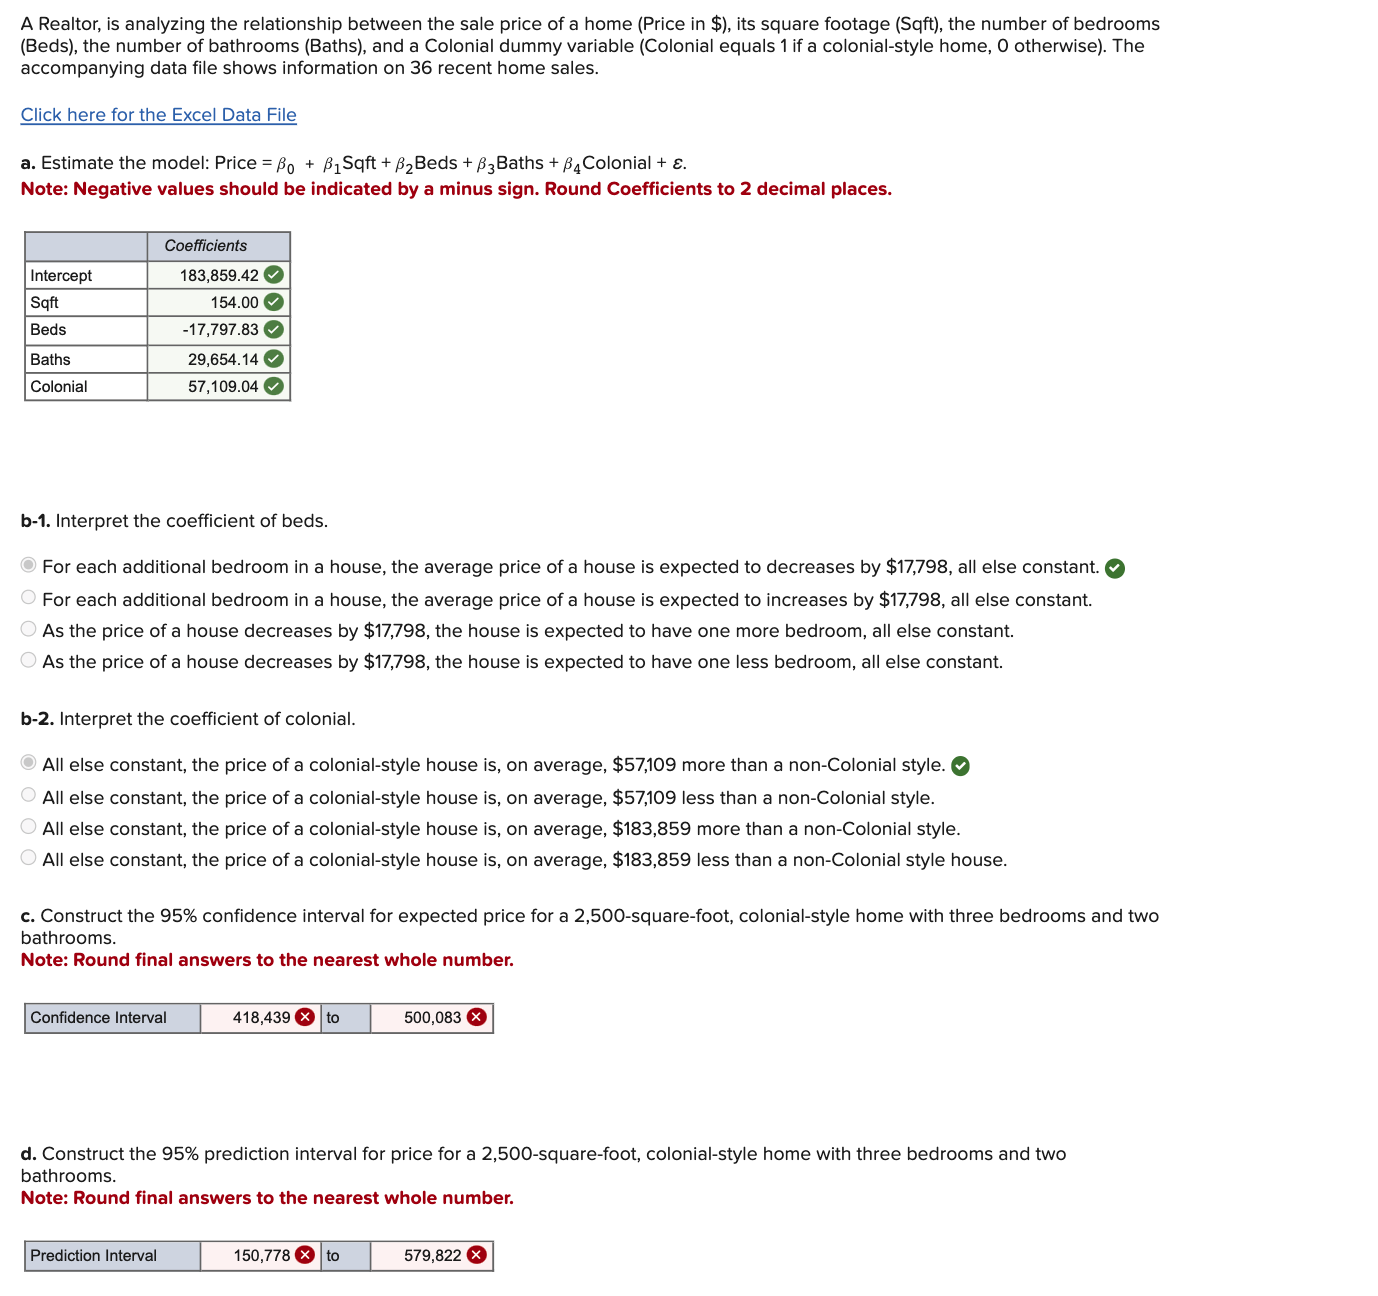 A Realtor, is analyzing the relationship between the sale price of a home (Price in $), its square footage (Sqft), the number of bedrooms
(Beds), the number of bathrooms (Baths), and a Colonial dummy variable (Colonial equals 1 if a colonial-style home, 0 otherwise). The
accompanying data file shows information on 36 recent home sales.
Click here for the Excel Data File
a. Estimate the model: Price = β0 + β1Sqft + β2Beds + β3Baths + β4Colonial + ε.
Note: Negative values should be indicated by a minus sign. Round Coefficients to 2 decimal places.
Coefficients
Intercept 183,859.42
Sqft 154.00
Beds -17,797.83
Baths 29,654.14
Colonial 57,109.04
b-1. Interpret the coefficient of beds.
For each additional bedroom in a house, the average price of a house is expected to decreases by $17,798, all else constant.
For each additional bedroom in a house, the average price of a house is expected to increases by $17,798, all else constant.
As the price of a house decreases by $17,798, the house is expected to have one more bedroom, all else constant.
As the price of a house decreases by $17,798, the house is expected to have one less bedroom, all else constant.
b-2. Interpret the coefficient of colonial.
All else constant, the price of a colonial-style house is, on average, $57,109 more than a non-Colonial style.
All else constant, the price of a colonial-style house is, on average, $57,109 less than a non-Colonial style.
All else constant, the price of a colonial-style house is, on average, $183,859 more than a non-Colonial style.
All else constant, the price of a colonial-style house is, on average, $183,859 less than a non-Colonial style house.
c. Construct the 95% confidence interval for expected price for a 2,500-square-foot, colonial-style home with three bedrooms and two
bathrooms.
Note: Round final answers to the nearest whole number.
Confidence Interval 418,439 to 500,083
d. Construct the 95% prediction interval for price for a 2,500-square-foot, colonial-style home with three bedrooms and two
bathrooms.
Note: Round final answers to the nearest whole number.
Prediction Interval 150,778 to 579,822